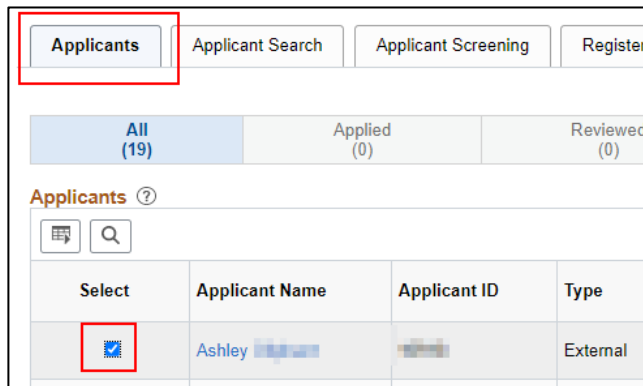 Applicants Applicant Search Applicant Screening
All Applied Reviewed
(19) (0) (0)
Applicants ?
Select Applicant Name Applicant ID Type
Ashley External